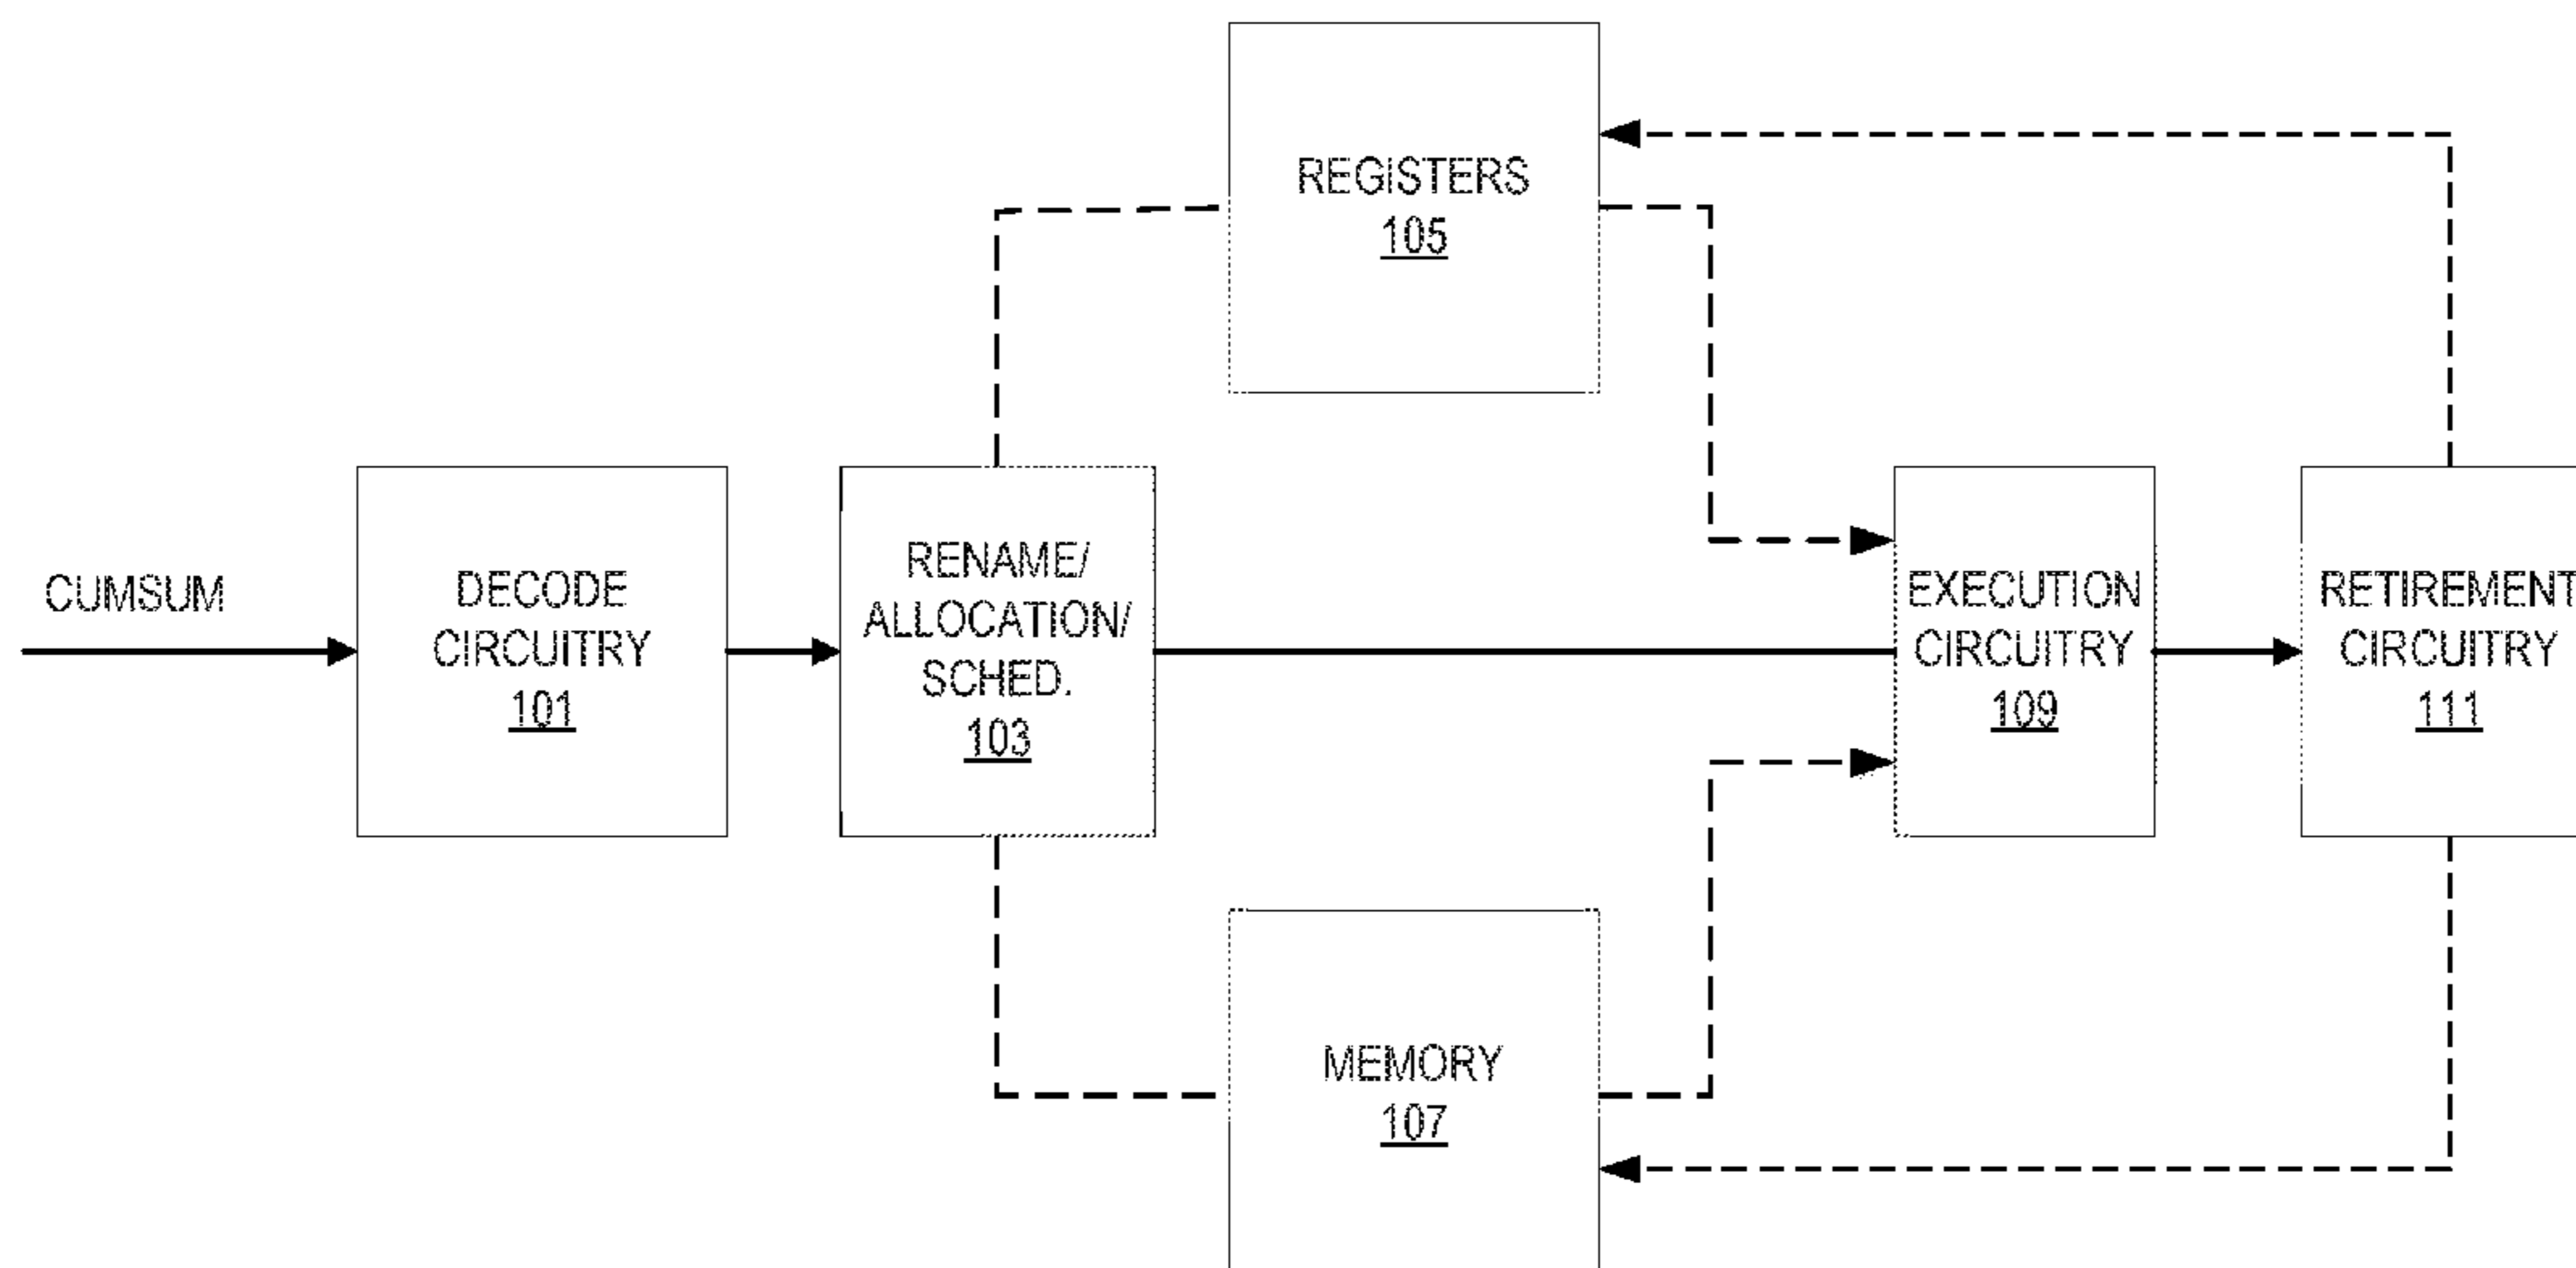 REGISTERS
105
CUMSUM
DECODE
CIRCUITRY
101
RENAME/
ALLOCATION/
SCHED.
103
EXECUTION
CIRCUITRY
109
RETIREMENT
CIRCUITRY
111
MEMORY
107